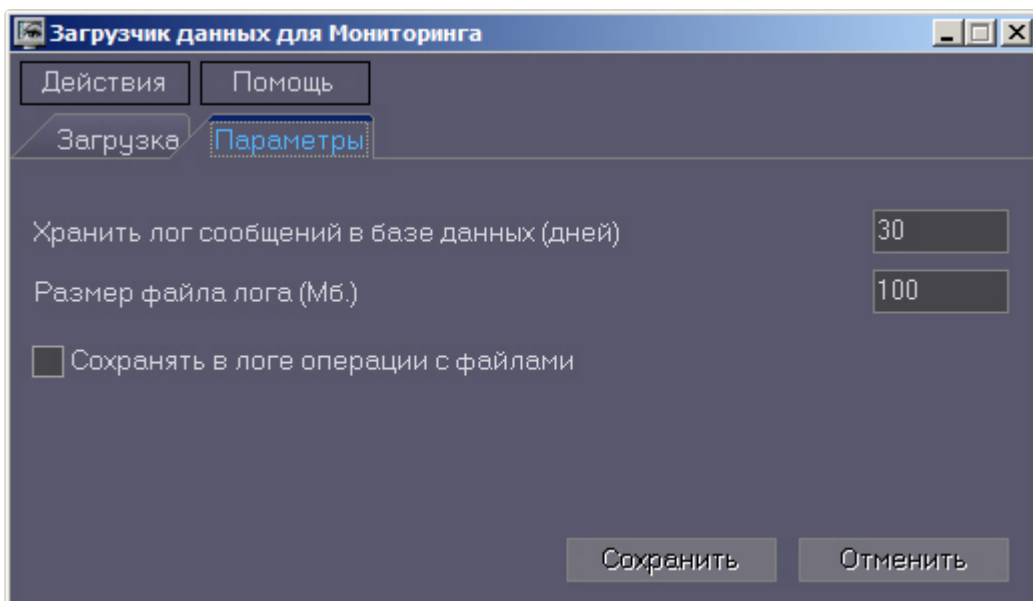 Загрузчик данных для Мониторинга
Действия Помощь
Загрузка Параметры
Хранить лог сообщений в базе данных (дней) 30
Размер файла лога (Мб.) 100
Сохранять в логе операции с файлами
Сохранить Отменить